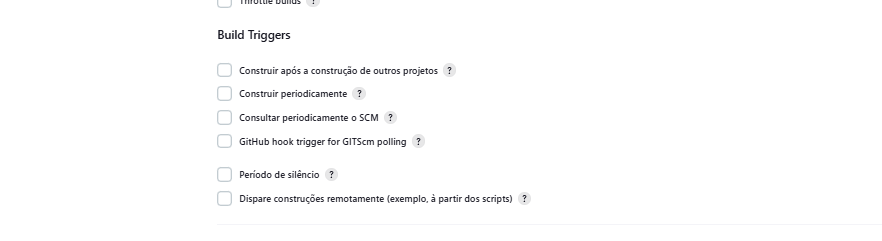 Throttle builds ?
Build Triggers
Construir após a construção de outros projetos ?
Construir periodicamente ?
Consultar periodicamente o SCM ?
GitHub hook trigger for GITScm polling ?
Período de silêncio ?
Dispare construções remotamente (exemplo, à partir dos scripts) ?